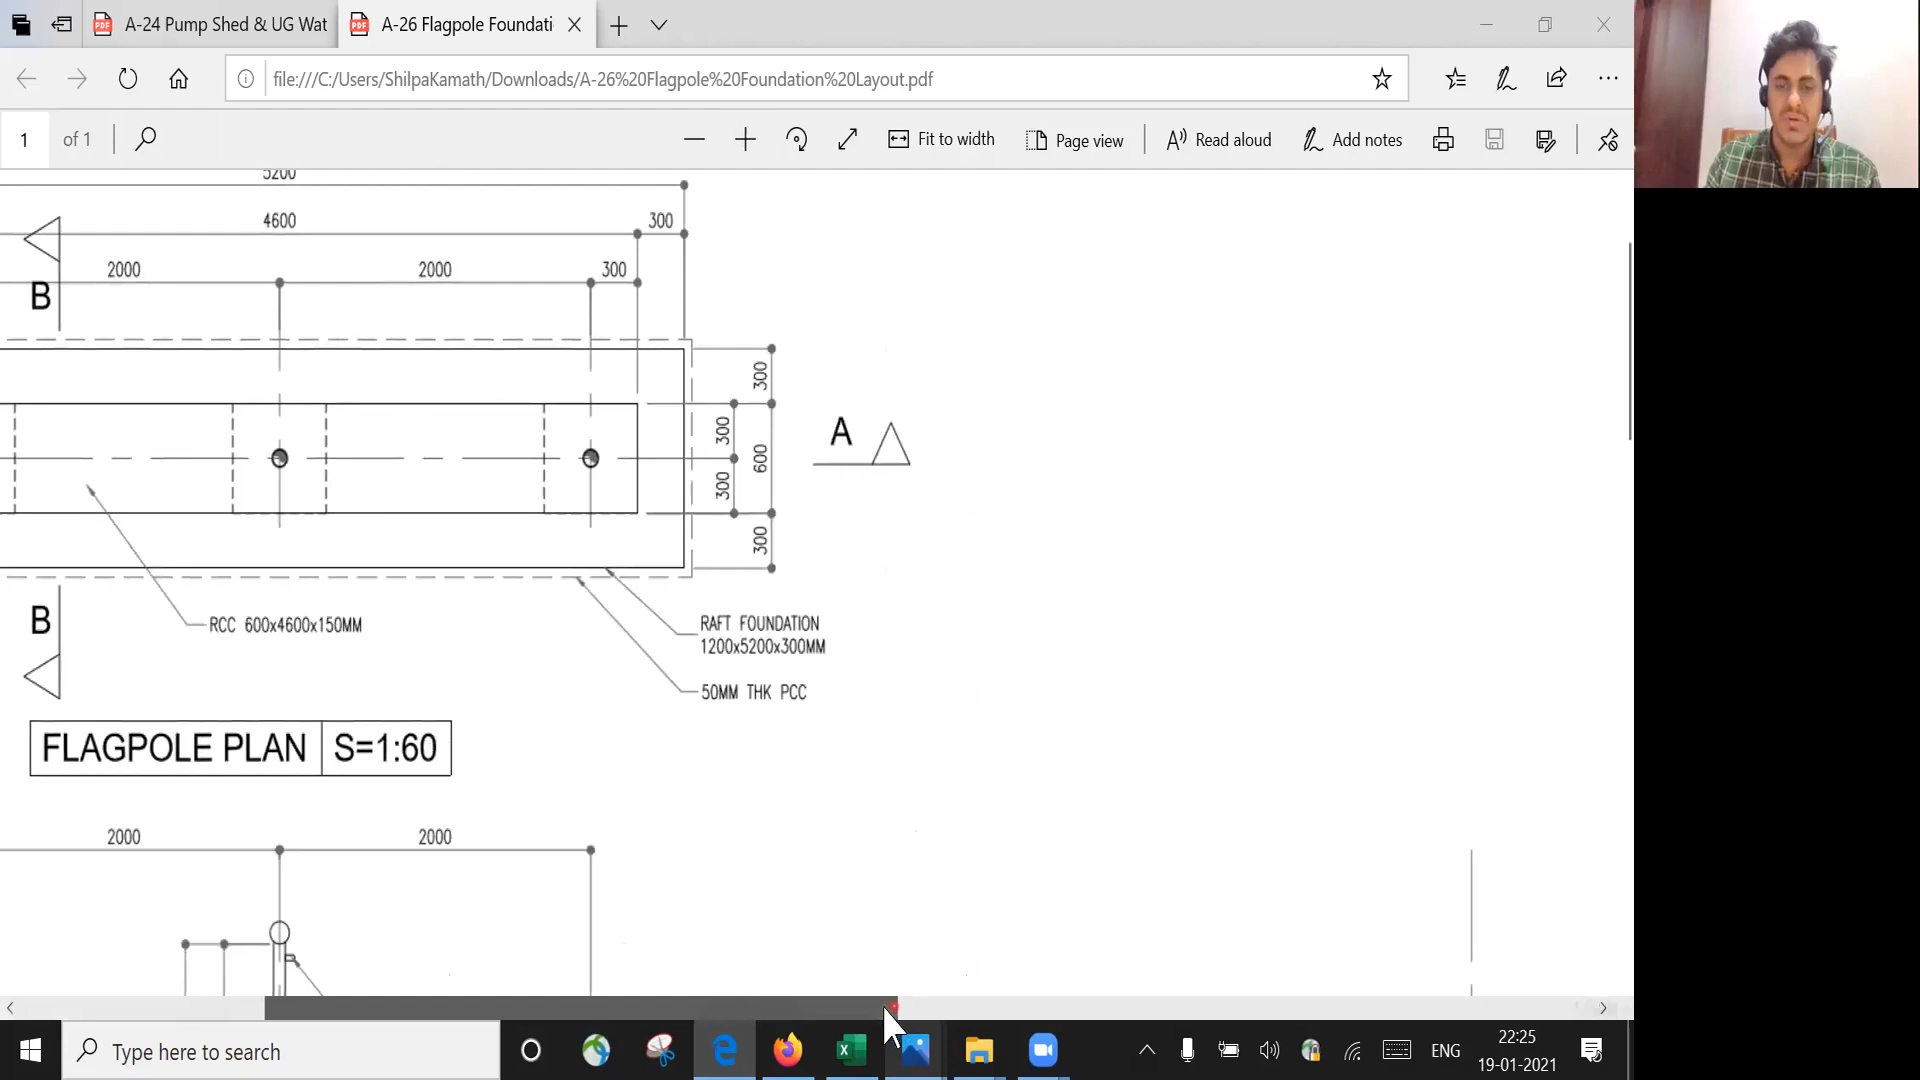 A-24 Pump Shed & UG Wat
A-26 Flagpole Foundati
file:///C:/Users/ShilpaKamath/Downloads/A-26%20Flagpole%20Foundation%20Layout.pdf
1 of 1
Fit to width
Page view
Read aloud
Add notes
5200
4600
300
2000
2000
300
B
300
300
600
300
300
A
B
RCC 600x4600x150MM
RAFT FOUNDATION
1200x5200x300MM
50MM THK PCC
FLAGPOLE PLAN S=1:60
2000
2000
Type here to search
ENG
22:25
19-01-2021